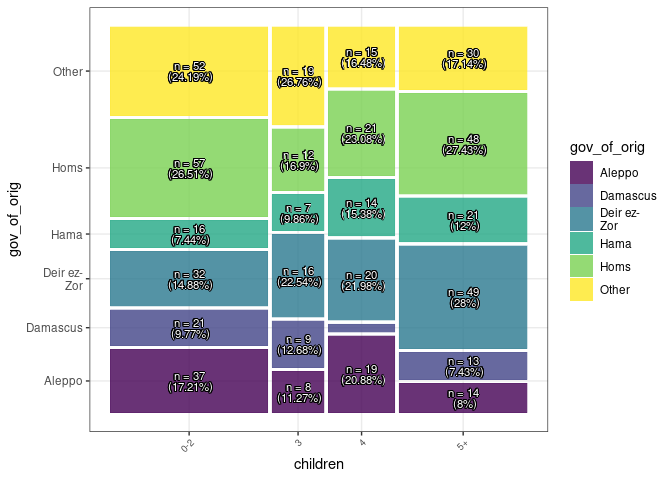 gov_of_orig
Other
Homs
Hama
Deir ez-
Zor
Damascus
Aleppo
n = 52
(24.19%)
n = 57
(26.51%)
n = 16
(7.44%)
n = 32
(14.88%)
n = 21
(9.77%)
n = 37
(17.21%)
n = 19
(26.76%)
n = 12
(16.9%)
n = 7
(9.86%)
n = 16
(22.54%)
n = 9
(12.68%)
n = 8
(11.27%)
n = 15
(16.48%)
n = 21
(23.08%)
n = 14
(15.38%)
n = 20
(21.98%)
n = 19
(20.88%)
n = 30
(17.14%)
n = 48
(27.43%)
n = 21
(12%)
n = 49
(28%)
n = 13
(7.43%)
n = 14
(8%)
0-2
3
4
5+
children
gov_of_orig
Aleppo
Damascus
Deir ez-
Zor
Hama
Homs
Other